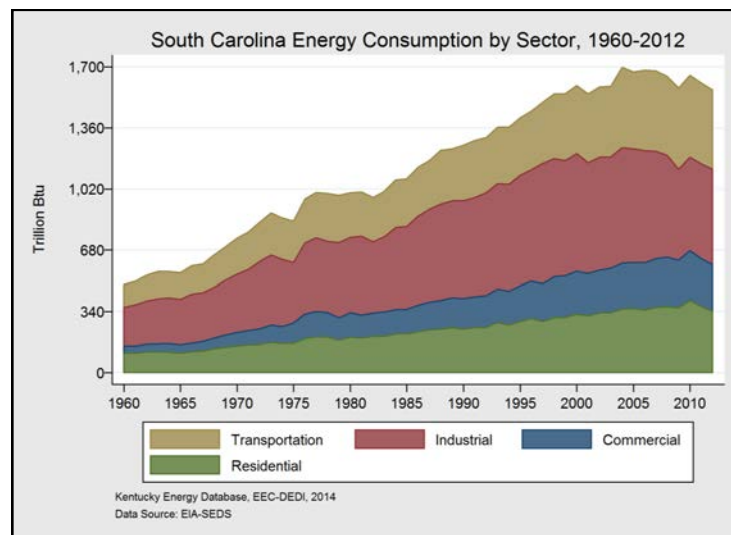 South Carolina Energy Consumption by Sector, 1960-2012
Trillion Btu
1,700
1,360
1,020
680
340
0
1960 1965 1970 1975 1980 1985 1990 1995 2000 2005 2010
Transportation Industrial Commercial
Residential
Kentucky Energy Database, EEC-DEDI, 2014
Data Source: EIA-SEDS